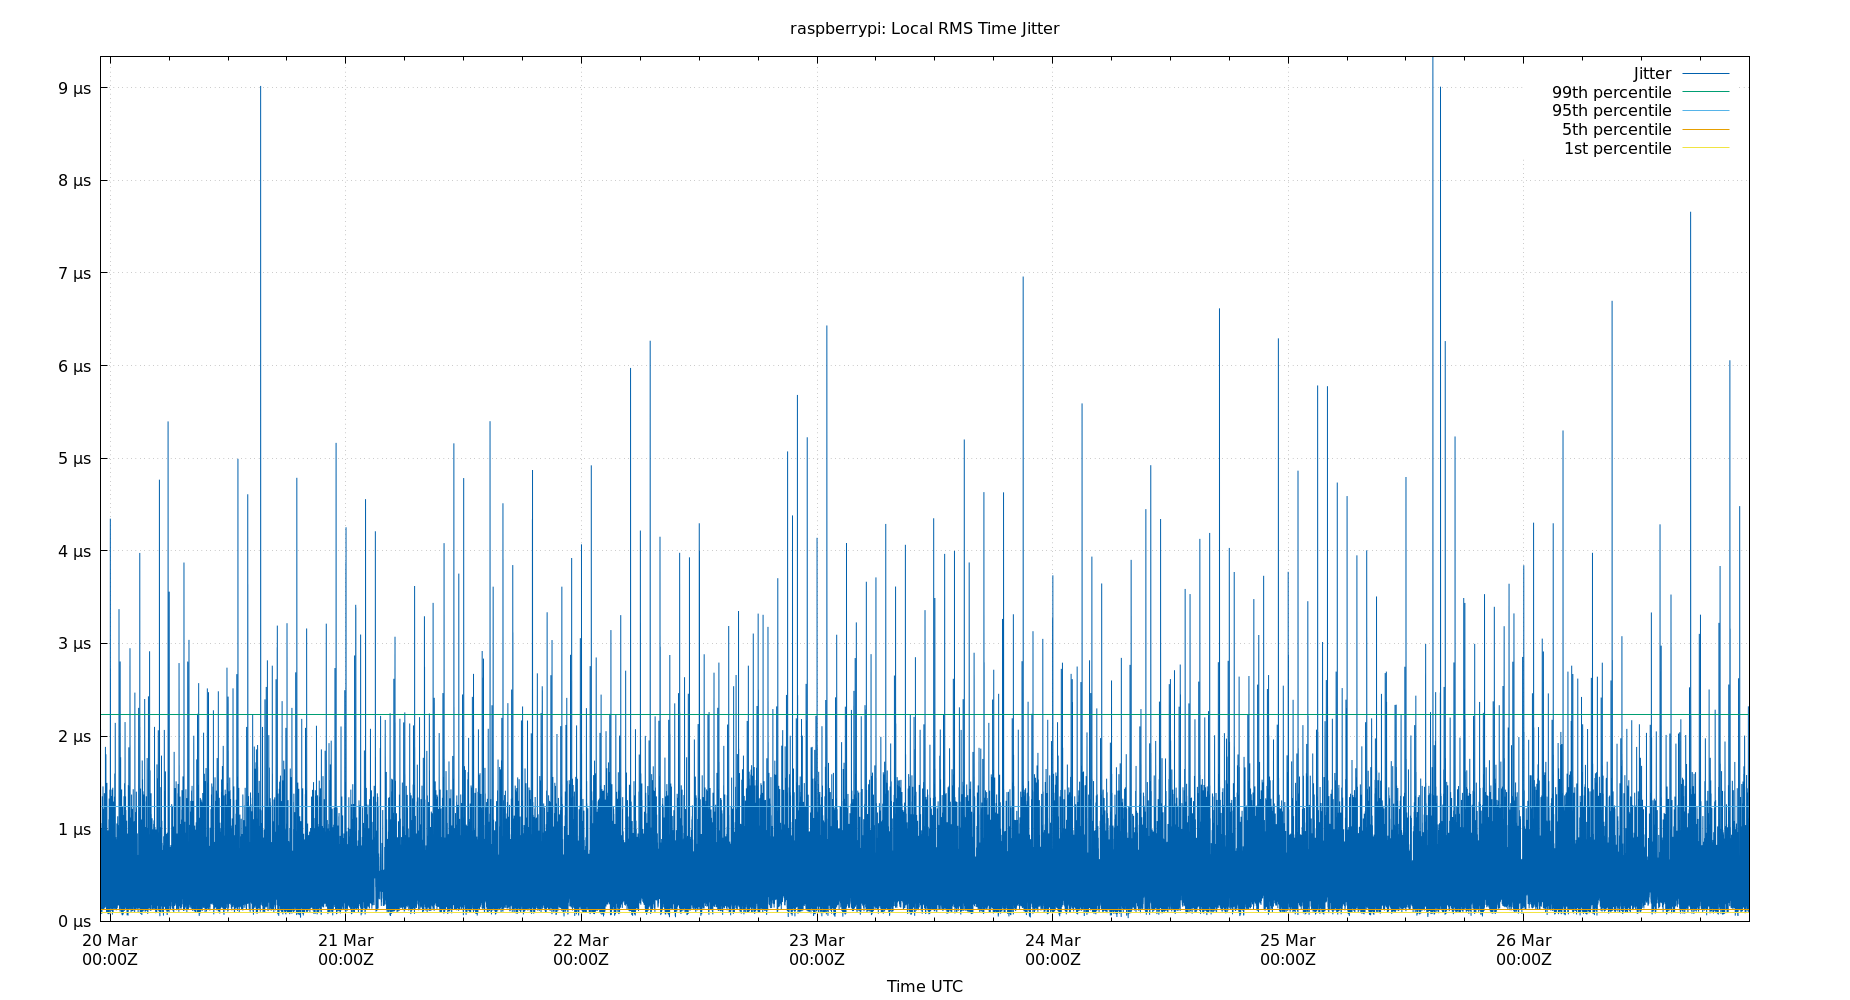 raspberrypi: Local RMS Time Jitter
Jitter
99th percentile
95th percentile
5th percentile
1st percentile
9 µs
8 µs
7 µs
6 µs
5 µs
4 µs
3 µs
2 µs
1 µs
0 µs
20 Mar 21 Mar 22 Mar 23 Mar 24 Mar 25 Mar 26 Mar
00:00Z 00:00Z 00:00Z 00:00Z 00:00Z 00:00Z 00:00Z
Time UTC